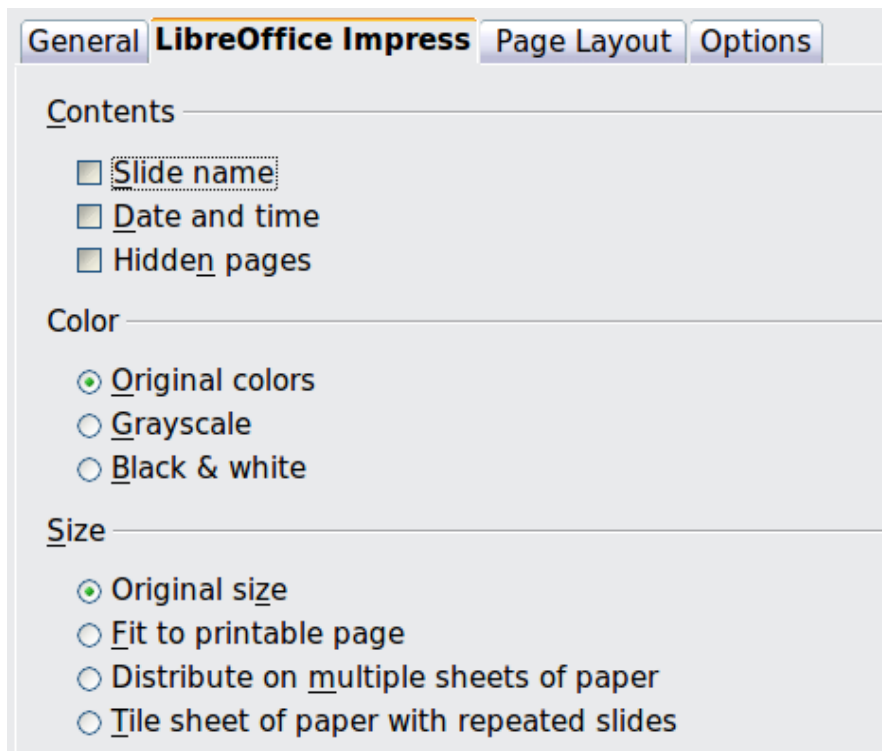 General LibreOffice Impress Page Layout Options
Contents
Slide name
Date and time
Hidden pages
Color
Original colors
Grayscale
Black & white
Size
Original size
Fit to printable page
Distribute on multiple sheets of paper
Tile sheet of paper with repeated slides